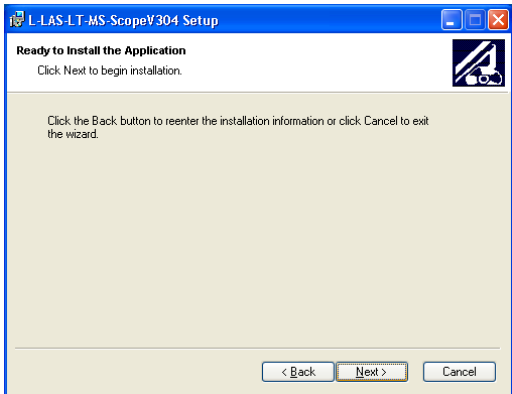 L-LAS-LT-MS-ScopeV304 Setup
Ready to Install the Application
Click Next to begin installation.
Click the Back button to reenter the installation information or click Cancel to exit
the wizard.
< Back Next > Cancel